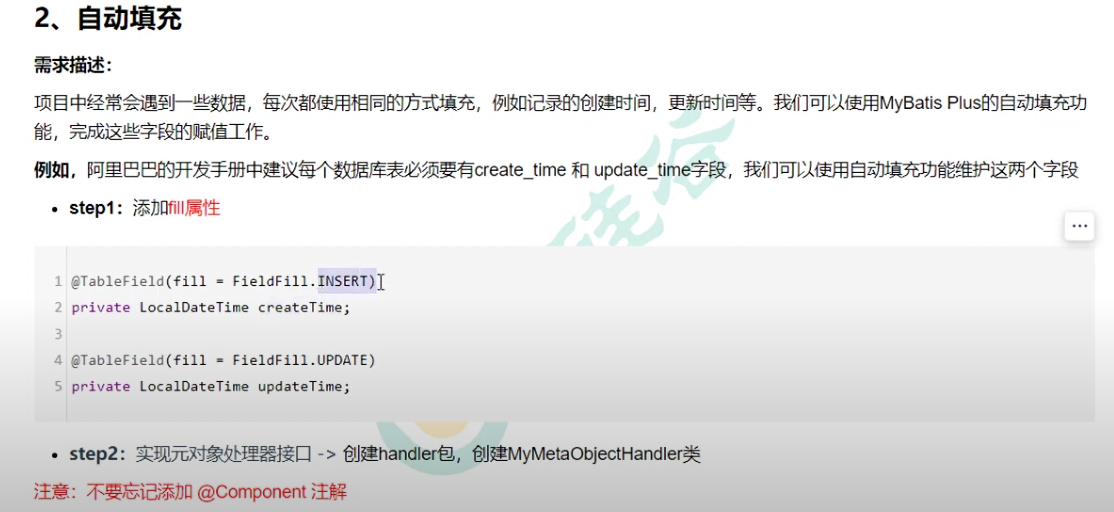 2、自动填充
需求描述：
项目中经常会遇到一些数据，每次都使用相同的方式填充，例如记录的创建时间，更新时间等。我们可以使用MyBatis Plus的自动填充功
能，完成这些字段的赋值工作。
例如，阿里巴巴的开发手册中建议每个数据库表必须要有create_time 和 update_time字段，我们可以使用自动填充功能维护这两个字段
• step1：添加fill属性
1 @TableField(fill = FieldFill.INSERT)
2 private LocalDateTime createTime;
3
4 @TableField(fill = FieldFill.UPDATE)
5 private LocalDateTime updateTime;
• step2：实现元对象处理器接口 -> 创建handler包，创建MyMetaObjectHandler类
注意：不要忘记添加 @Component 注解